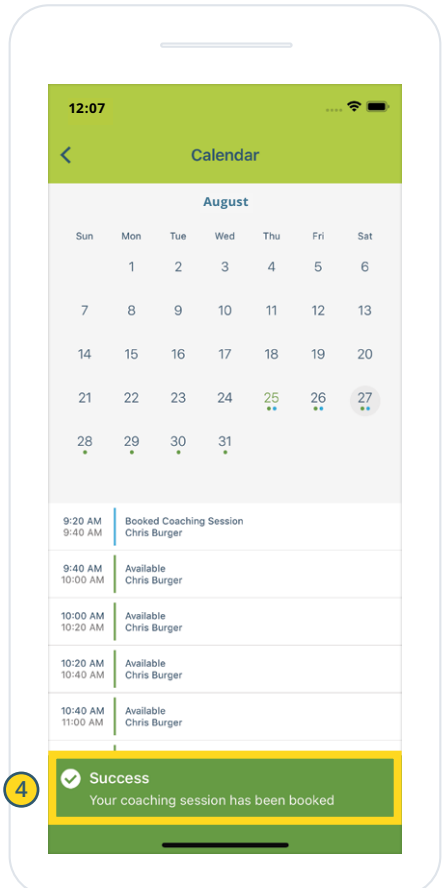 12:07
Calendar
August
Sun Mon Tue Wed Thu Fri Sat
1 2 3 4 5 6
7 8 9 10 11 12 13
14 15 16 17 18 19 20
21 22 23 24 25 26 27
28 29 30 31
9:20 AM Booked Coaching Session
9:40 AM Chris Burger
9:40 AM Available
10:00 AM Chris Burger
10:00 AM Available
10:20 AM Chris Burger
10:20 AM Available
10:40 AM Chris Burger
10:40 AM Available
11:00 AM Chris Burger
Success
4
Your coaching session has been booked